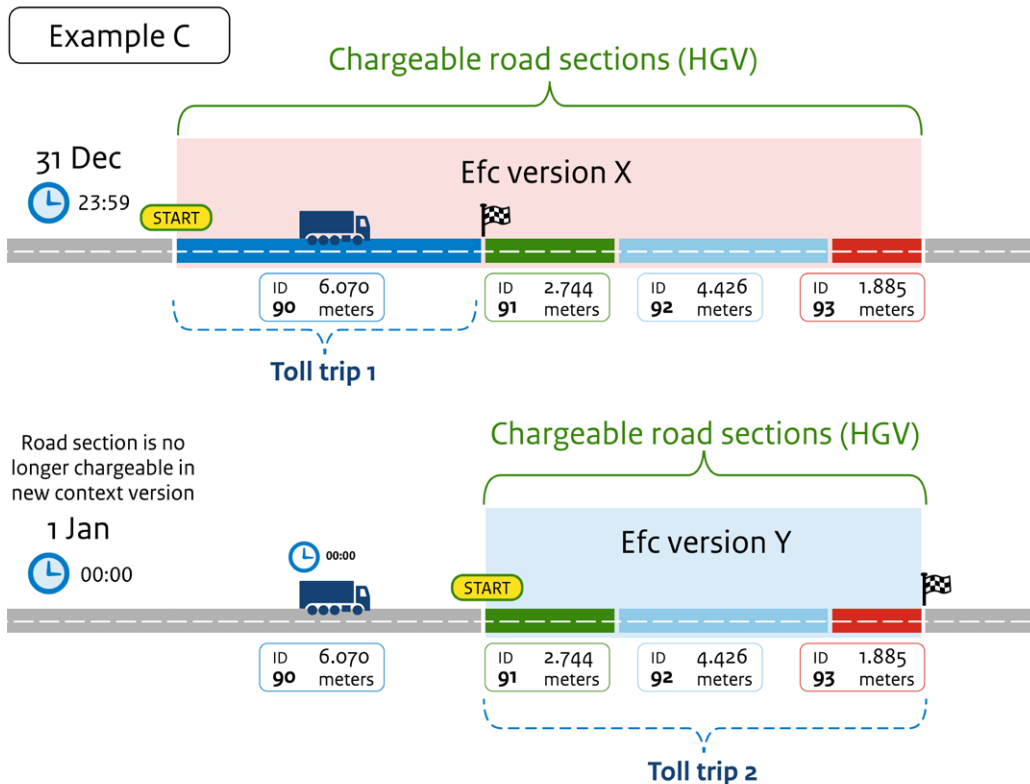 Example C
Chargeable road sections (HGV)
31 Dec
23:59
Efc version X
START
ID 6.070
90 meters
ID 2.744
91 meters
ID 4.426
92 meters
ID 1.885
93 meters
Toll trip 1
Road section is no
longer chargeable in
new context version
1 Jan
00:00
Chargeable road sections (HGV)
Efc version Y
00:00
START
ID 6.070
90 meters
ID 2.744
91 meters
ID 4.426
92 meters
ID 1.885
93 meters
Toll trip 2